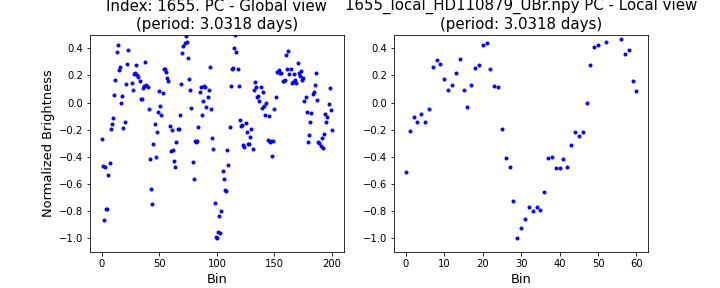 Index: 1655. PC - Global view
(period: 3.0318 days)
1655_local_HD110879_UBr.npy PC - Local view
(period: 3.0318 days)
Normalized Brightness
0.4
0.2
0.0
−0.2
−0.4
−0.6
−0.8
−1.0
0 50 100 150 200
Bin
0.4
0.2
0.0
−0.2
−0.4
−0.6
−0.8
−1.0
0 10 20 30 40 50 60
Bin